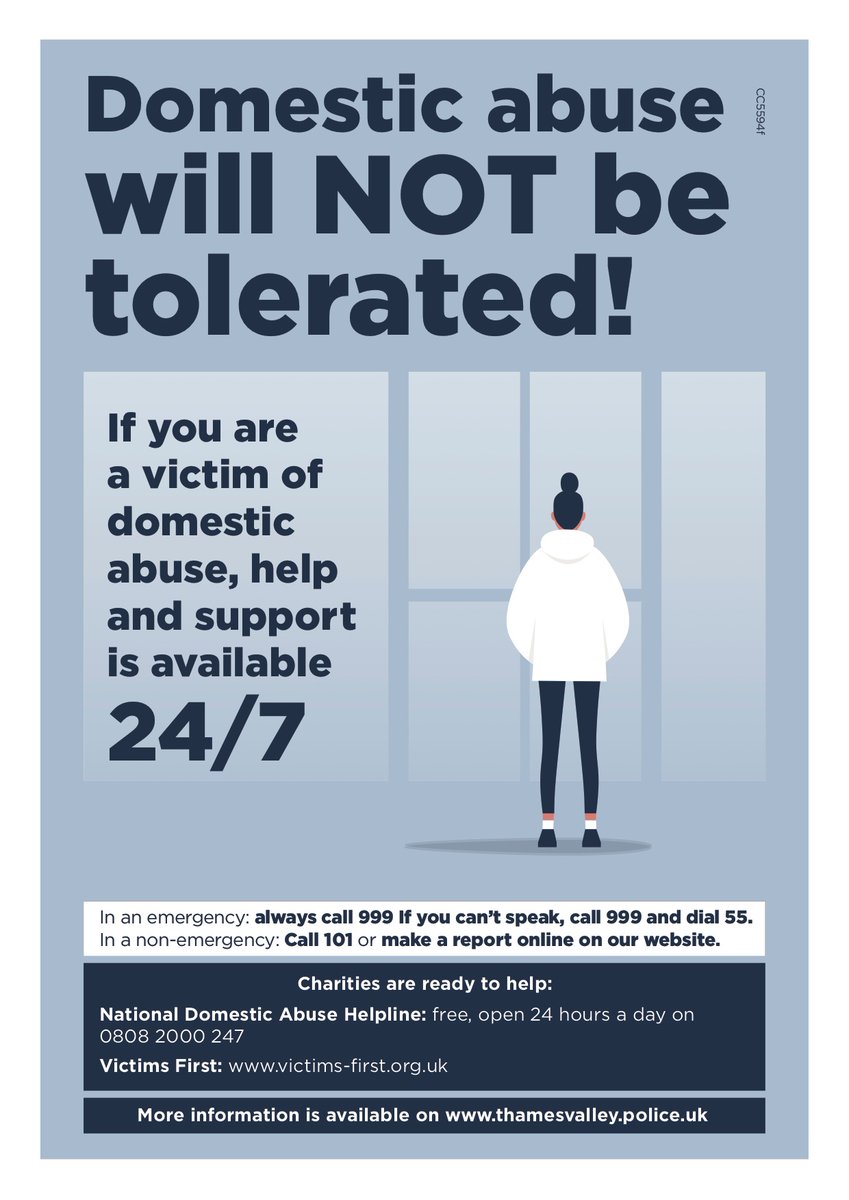 Domestic abuse
will NOT be
tolerated!
CC5594f
If you are
a victim of
domestic
abuse, help
and support
is available
24/7
In an emergency: always call 999 If you can’t speak, call 999 and dial 55.
In a non-emergency: Call 101 or make a report online on our website.
Charities are ready to help:
National Domestic Abuse Helpline: free, open 24 hours a day on
0808 2000 247
Victims First: www.victims-first.org.uk
More information is available on www.thamesvalley.police.uk